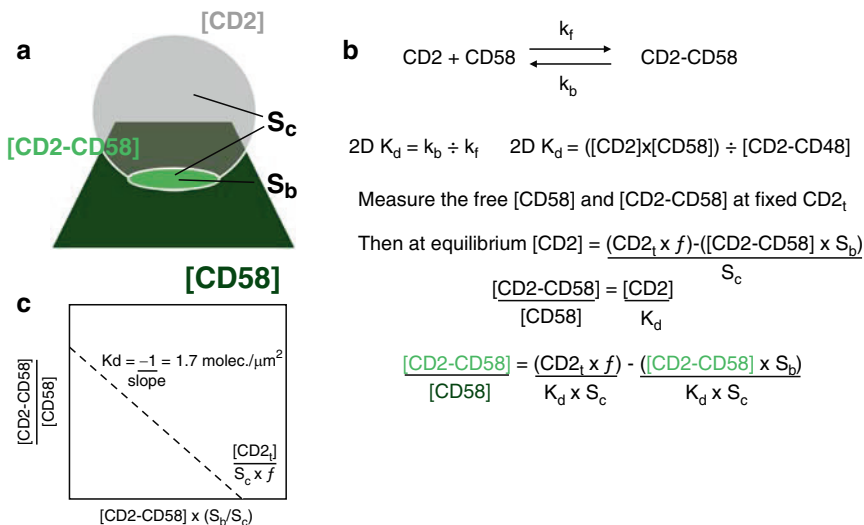 [CD2]
a
S_c
[CD2-CD58]
S_b
[CD58]
b
k_f
CD2 + CD58 CD2-CD58
k_b
2D K_d = k_b ÷ k_f 2D K_d = ([CD2]x[CD58]) ÷ [CD2-CD48]
Measure the free [CD58] and [CD2-CD58] at fixed CD2_t
Then at equilibrium [CD2] = (CD2_t x f)-([CD2-CD58] x S_b)
S_c
[CD2-CD58] = [CD2]
[CD58] K_d
[CD2-CD58] = (CD2_t x f) - ([CD2-CD58] x S_b)
[CD58] K_d x S_c K_d x S_c
c
[CD2-CD58]
[CD58]
Kd = −1 = 1.7 molec./μm²
slope
[CD2_t]
S_c x f
[CD2-CD58] x (S_b/S_c)